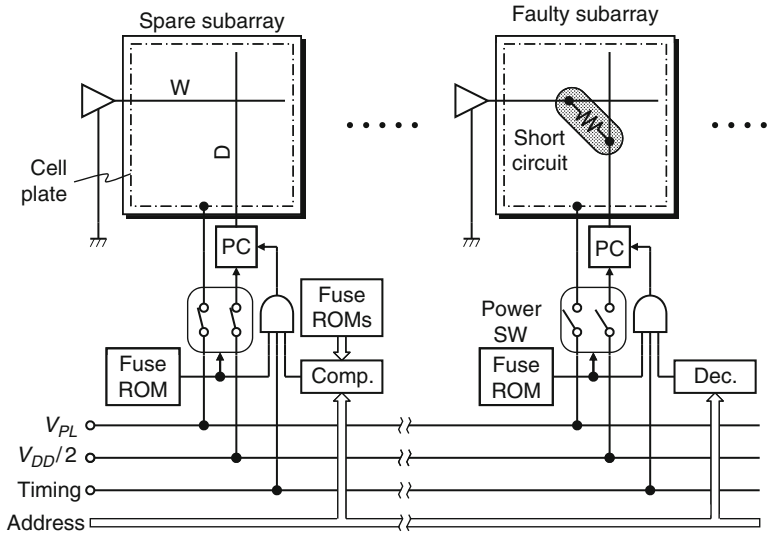 Spare subarray
Faulty subarray
W
D
Cell
plate
Short
circuit
PC
PC
Fuse
ROMs
Power
SW
Fuse
ROM
Comp.
Fuse
ROM
Dec.
V_PL
V_DD/2
Timing
Address